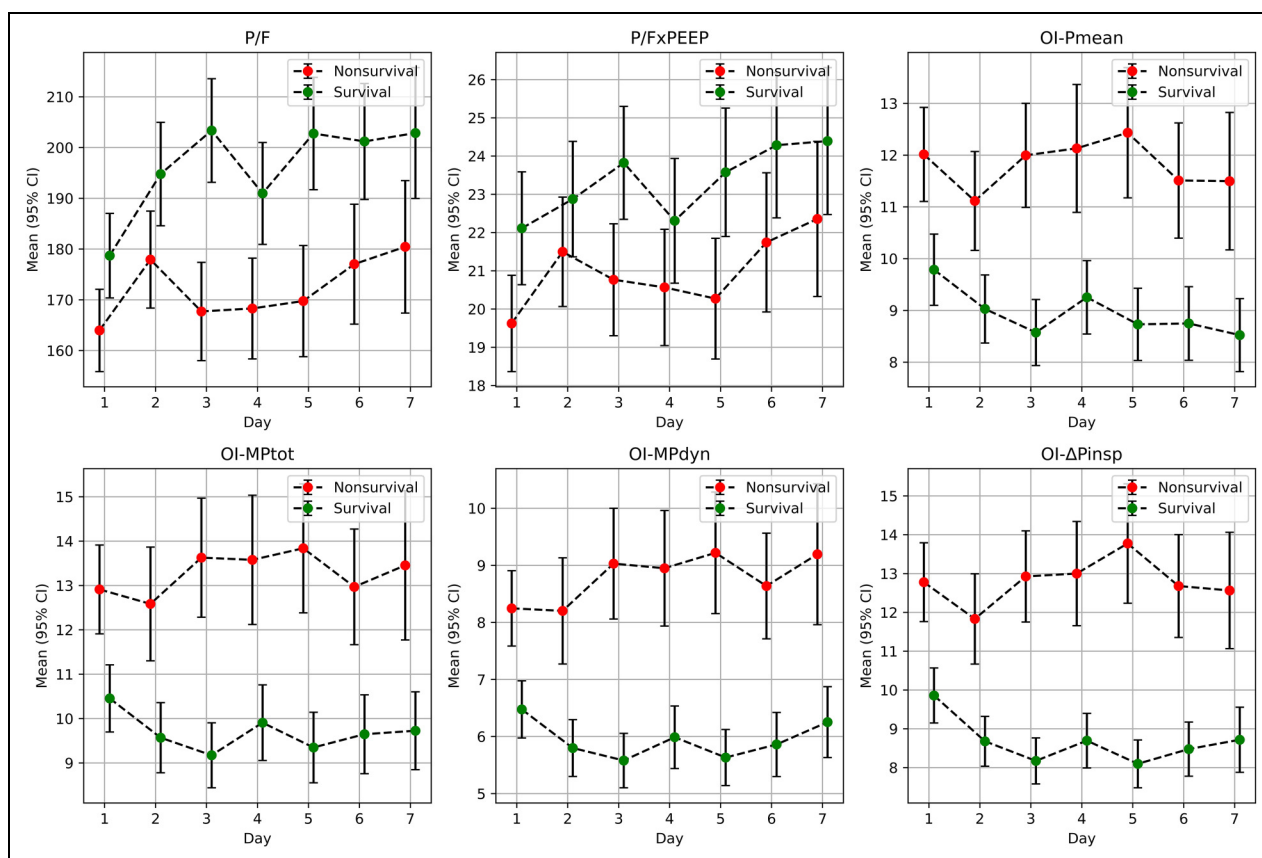 P/F
Mean (95% CI)
210
200
190
180
170
160
Nonsurvival
Survival
1 2 3 4 5 6 7
Day
P/FxPEEP
Mean (95% CI)
26
25
24
23
22
21
20
19
18
Nonsurvival
Survival
1 2 3 4 5 6 7
Day
OI-Pmean
Mean (95% CI)
13
12
11
10
9
8
Nonsurvival
Survival
1 2 3 4 5 6 7
Day
OI-MPtot
Mean (95% CI)
15
14
13
12
11
10
9
Nonsurvival
Survival
1 2 3 4 5 6 7
Day
OI-MPdyn
Mean (95% CI)
10
9
8
7
6
5
Nonsurvival
Survival
1 2 3 4 5 6 7
Day
OI-ΔPinsp
Mean (95% CI)
15
14
13
12
11
10
9
8
Nonsurvival
Survival
1 2 3 4 5 6 7
Day